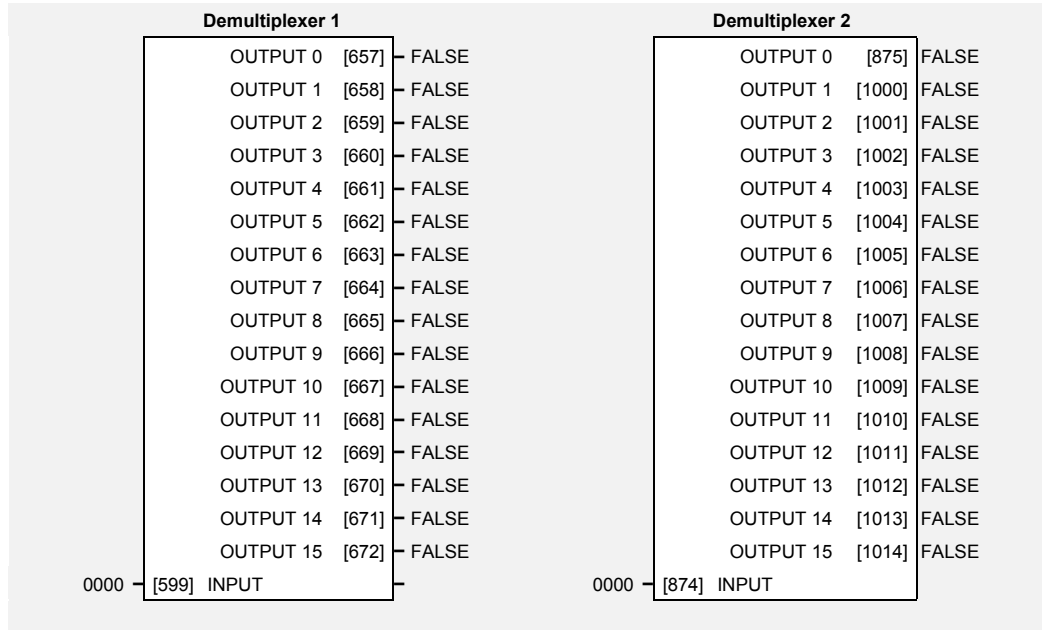 Demultiplexer 1
OUTPUT 0 [657] FALSE
OUTPUT 1 [658] FALSE
OUTPUT 2 [659] FALSE
OUTPUT 3 [660] FALSE
OUTPUT 4 [661] FALSE
OUTPUT 5 [662] FALSE
OUTPUT 6 [663] FALSE
OUTPUT 7 [664] FALSE
OUTPUT 8 [665] FALSE
OUTPUT 9 [666] FALSE
OUTPUT 10 [667] FALSE
OUTPUT 11 [668] FALSE
OUTPUT 12 [669] FALSE
OUTPUT 13 [670] FALSE
OUTPUT 14 [671] FALSE
OUTPUT 15 [672] FALSE
0000 [599] INPUT
Demultiplexer 2
OUTPUT 0 [875] FALSE
OUTPUT 1 [1000] FALSE
OUTPUT 2 [1001] FALSE
OUTPUT 3 [1002] FALSE
OUTPUT 4 [1003] FALSE
OUTPUT 5 [1004] FALSE
OUTPUT 6 [1005] FALSE
OUTPUT 7 [1006] FALSE
OUTPUT 8 [1007] FALSE
OUTPUT 9 [1008] FALSE
OUTPUT 10 [1009] FALSE
OUTPUT 11 [1010] FALSE
OUTPUT 12 [1011] FALSE
OUTPUT 13 [1012] FALSE
OUTPUT 14 [1013] FALSE
OUTPUT 15 [1014] FALSE
0000 [874] INPUT